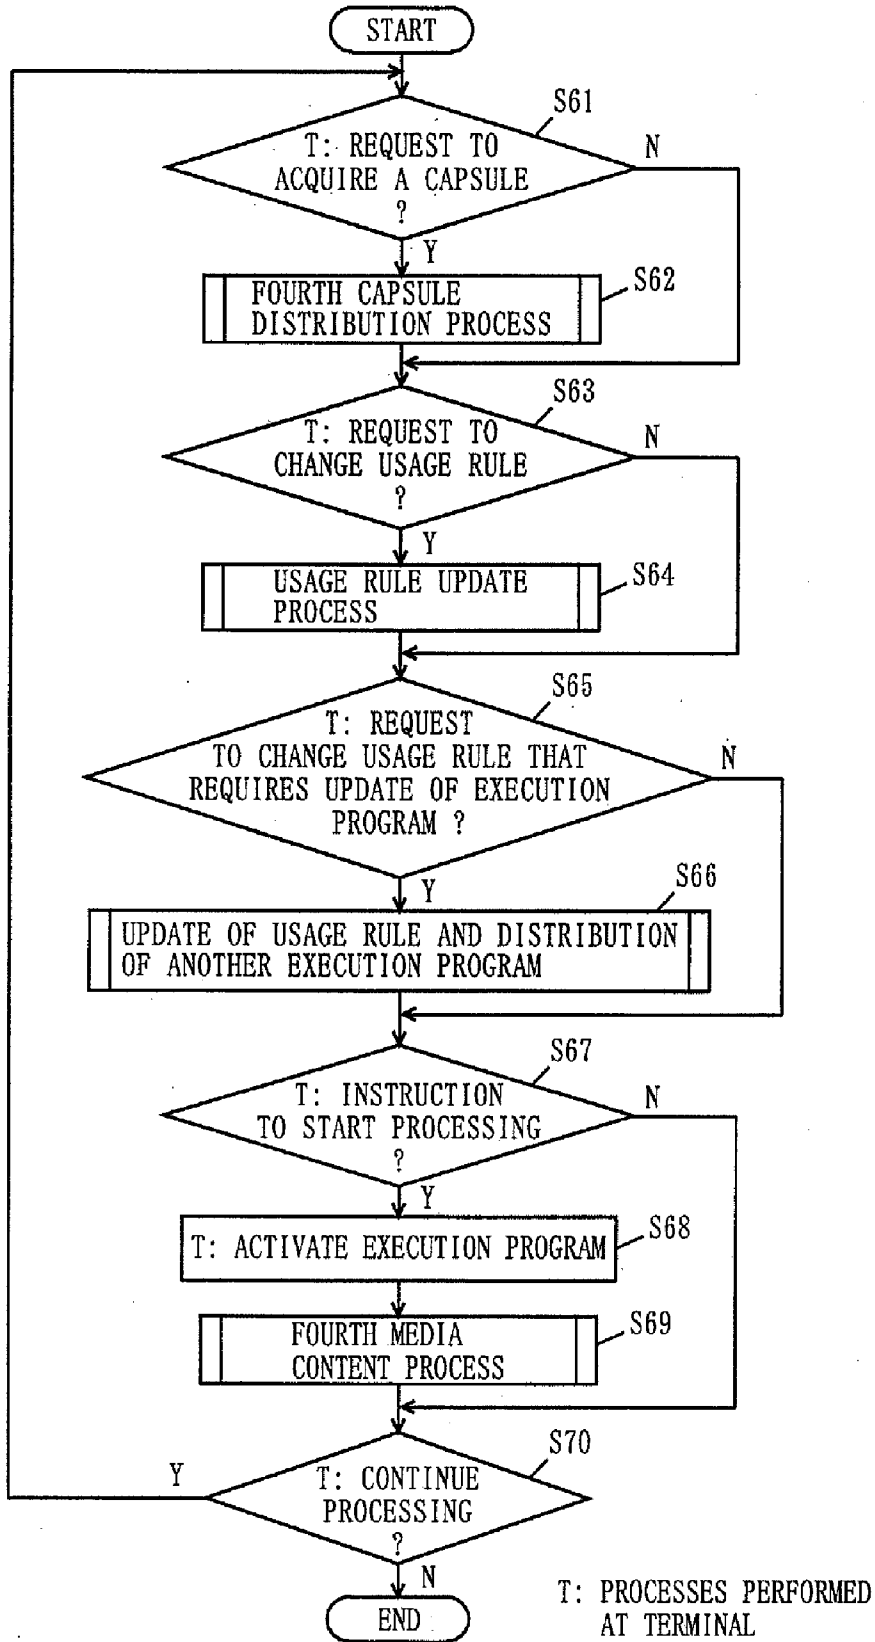 START
S61
T: REQUEST TO
ACQUIRE A CAPSULE
?
N
Y
S62
FOURTH CAPSULE
DISTRIBUTION PROCESS
S63
T: REQUEST TO
CHANGE USAGE RULE
?
N
Y
S64
USAGE RULE UPDATE
PROCESS
S65
T: REQUEST
TO CHANGE USAGE RULE THAT
REQUIRES UPDATE OF EXECUTION
PROGRAM ?
N
Y
S66
UPDATE OF USAGE RULE AND DISTRIBUTION
OF ANOTHER EXECUTION PROGRAM
S67
T: INSTRUCTION
TO START PROCESSING
?
N
Y
S68
T: ACTIVATE EXECUTION PROGRAM
S69
FOURTH MEDIA
CONTENT PROCESS
S70
Y
T: CONTINUE
PROCESSING
?
N
END
T: PROCESSES PERFORMED
AT TERMINAL